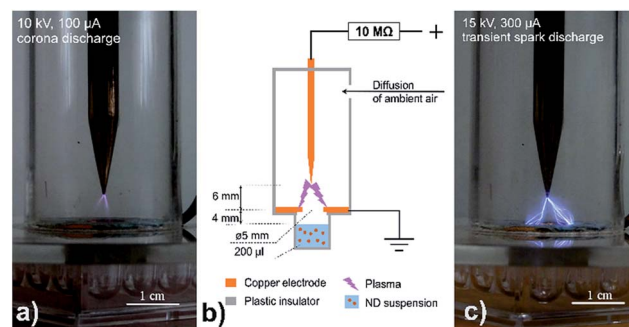 10 kV, 100 µA
corona discharge
1 cm
a)
b)
10 MΩ
+
Diffusion
of ambient air
6 mm
4 mm
ø5 mm
200 µl
Copper electrode
Plasma
Plastic insulator
ND suspension
15 kV, 300 µA
transient spark discharge
1 cm
c)